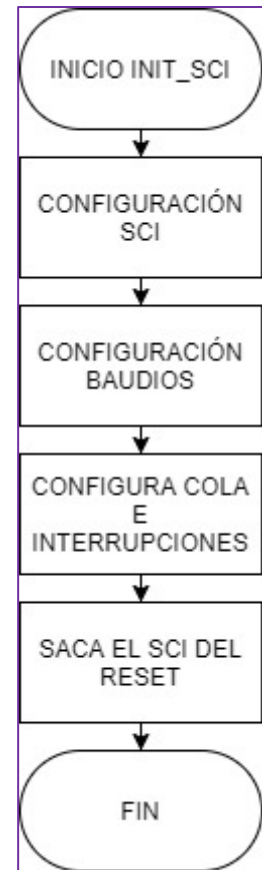 INICIO INIT_SCI
CONFIGURACIÓN
SCI
CONFIGURACIÓN
BAUDIOS
CONFIGURA COLA
E
INTERRUPCIONES
SACA EL SCI DEL
RESET
FIN